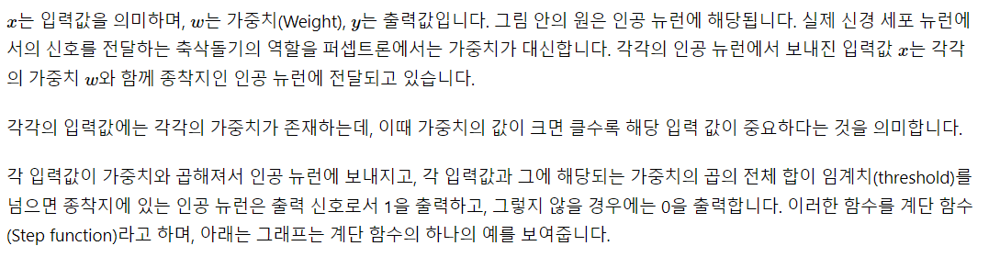 x는 입력값을 의미하며, w는 가중치(Weight), y는 출력값입니다. 그림 안의 원은 인공 뉴런에 해당됩니다. 실제 신경 세포 뉴런에
서의 신호를 전달하는 축삭돌기의 역할을 퍼셉트론에서는 가중치가 대신합니다. 각각의 인공 뉴런에서 보내진 입력값 x는 각각
의 가중치 w와 함께 종착지인 인공 뉴런에 전달되고 있습니다.
각각의 입력값에는 각각의 가중치가 존재하는데, 이때 가중치의 값이 크면 클수록 해당 입력 값이 중요하다는 것을 의미합니다.
각 입력값이 가중치와 곱해져서 인공 뉴런에 보내지고, 각 입력값과 그에 해당되는 가중치의 곱의 전체 합이 임계치(threshold)를
넘으면 종착지에 있는 인공 뉴런은 출력 신호로서 1을 출력하고, 그렇지 않을 경우에는 0을 출력합니다. 이러한 함수를 계단 함수
(Step function)라고 하며, 아래는 그래프는 계단 함수의 하나의 예를 보여줍니다.